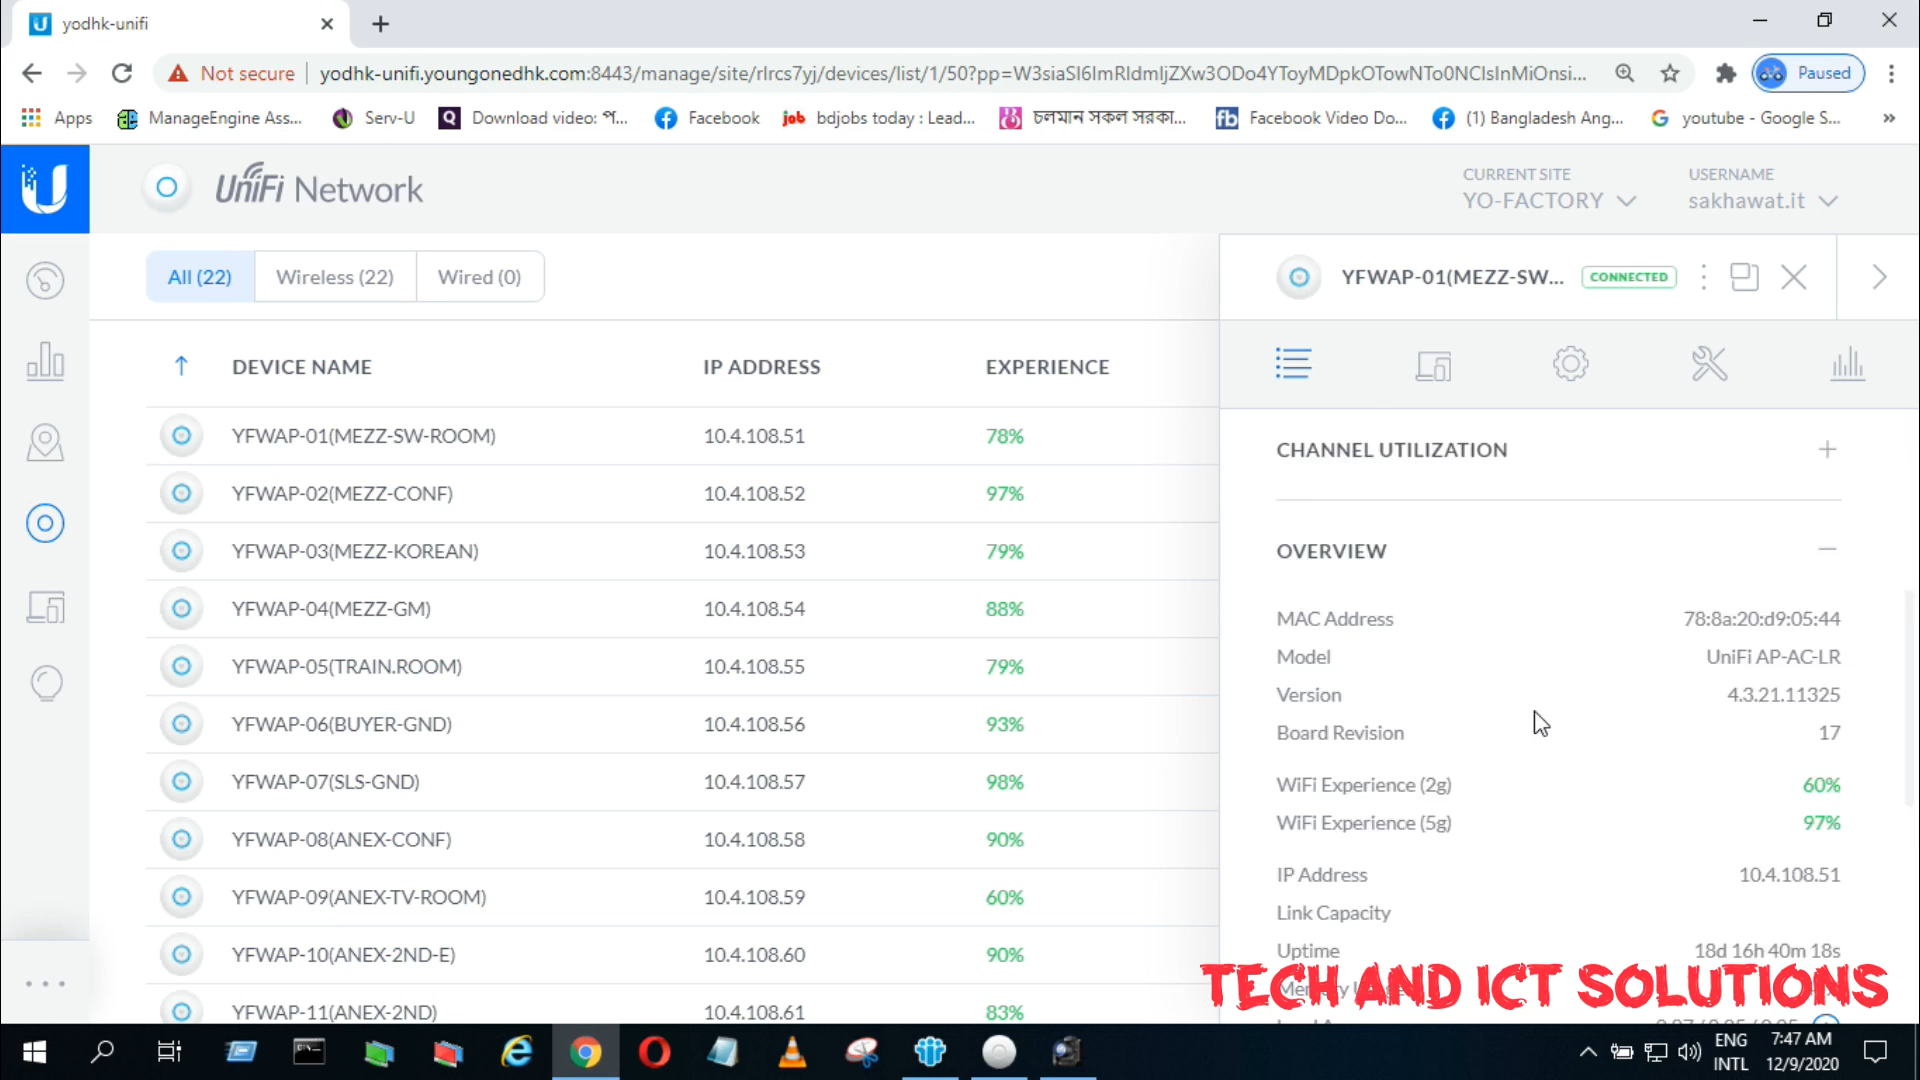 yodhk-unifi
Not secure
yodhk-unifi.youngonedhk.com:8443/manage/site/rlrcs7yj/devices/list/1/50?pp=W3siaSI6ImRldmljZXw3ODo4YToyMDpkOTowNTo0NCIsInMiOnsi...
Paused
Apps
ManageEngine Ass...
Serv-U
Download video: প...
Facebook
job
bdjobs today : Lead...
চলমান সকল সরকা...
Facebook Video Do...
(1) Bangladesh Ang...
youtube - Google S...
»
UniFi Network
CURRENT SITE
YO-FACTORY
USERNAME
sakhawat.it
All (22)
Wireless (22)
Wired (0)
YFWAP-01(MEZZ-SW...
CONNECTED
DEVICE NAME IP ADDRESS EXPERIENCE
YFWAP-01(MEZZ-SW-ROOM) 10.4.108.51 78%
YFWAP-02(MEZZ-CONF) 10.4.108.52 97%
YFWAP-03(MEZZ-KOREAN) 10.4.108.53 79%
YFWAP-04(MEZZ-GM) 10.4.108.54 88%
YFWAP-05(TRAIN.ROOM) 10.4.108.55 79%
YFWAP-06(BUYER-GND) 10.4.108.56 93%
YFWAP-07(SLS-GND) 10.4.108.57 98%
YFWAP-08(ANEX-CONF) 10.4.108.58 90%
YFWAP-09(ANEX-TV-ROOM) 10.4.108.59 60%
YFWAP-10(ANEX-2ND-E) 10.4.108.60 90%
YFWAP-11(ANEX-2ND) 10.4.108.61 83%
CHANNEL UTILIZATION
OVERVIEW
MAC Address 78:8a:20:d9:05:44
Model UniFi AP-AC-LR
Version 4.3.21.11325
Board Revision 17
WiFi Experience (2g) 60%
WiFi Experience (5g) 97%
IP Address 10.4.108.51
Link Capacity
Uptime 18d 16h 40m 18s
TECH AND ICT SOLUTIONS
ENG
INTL
7:47 AM
12/9/2020